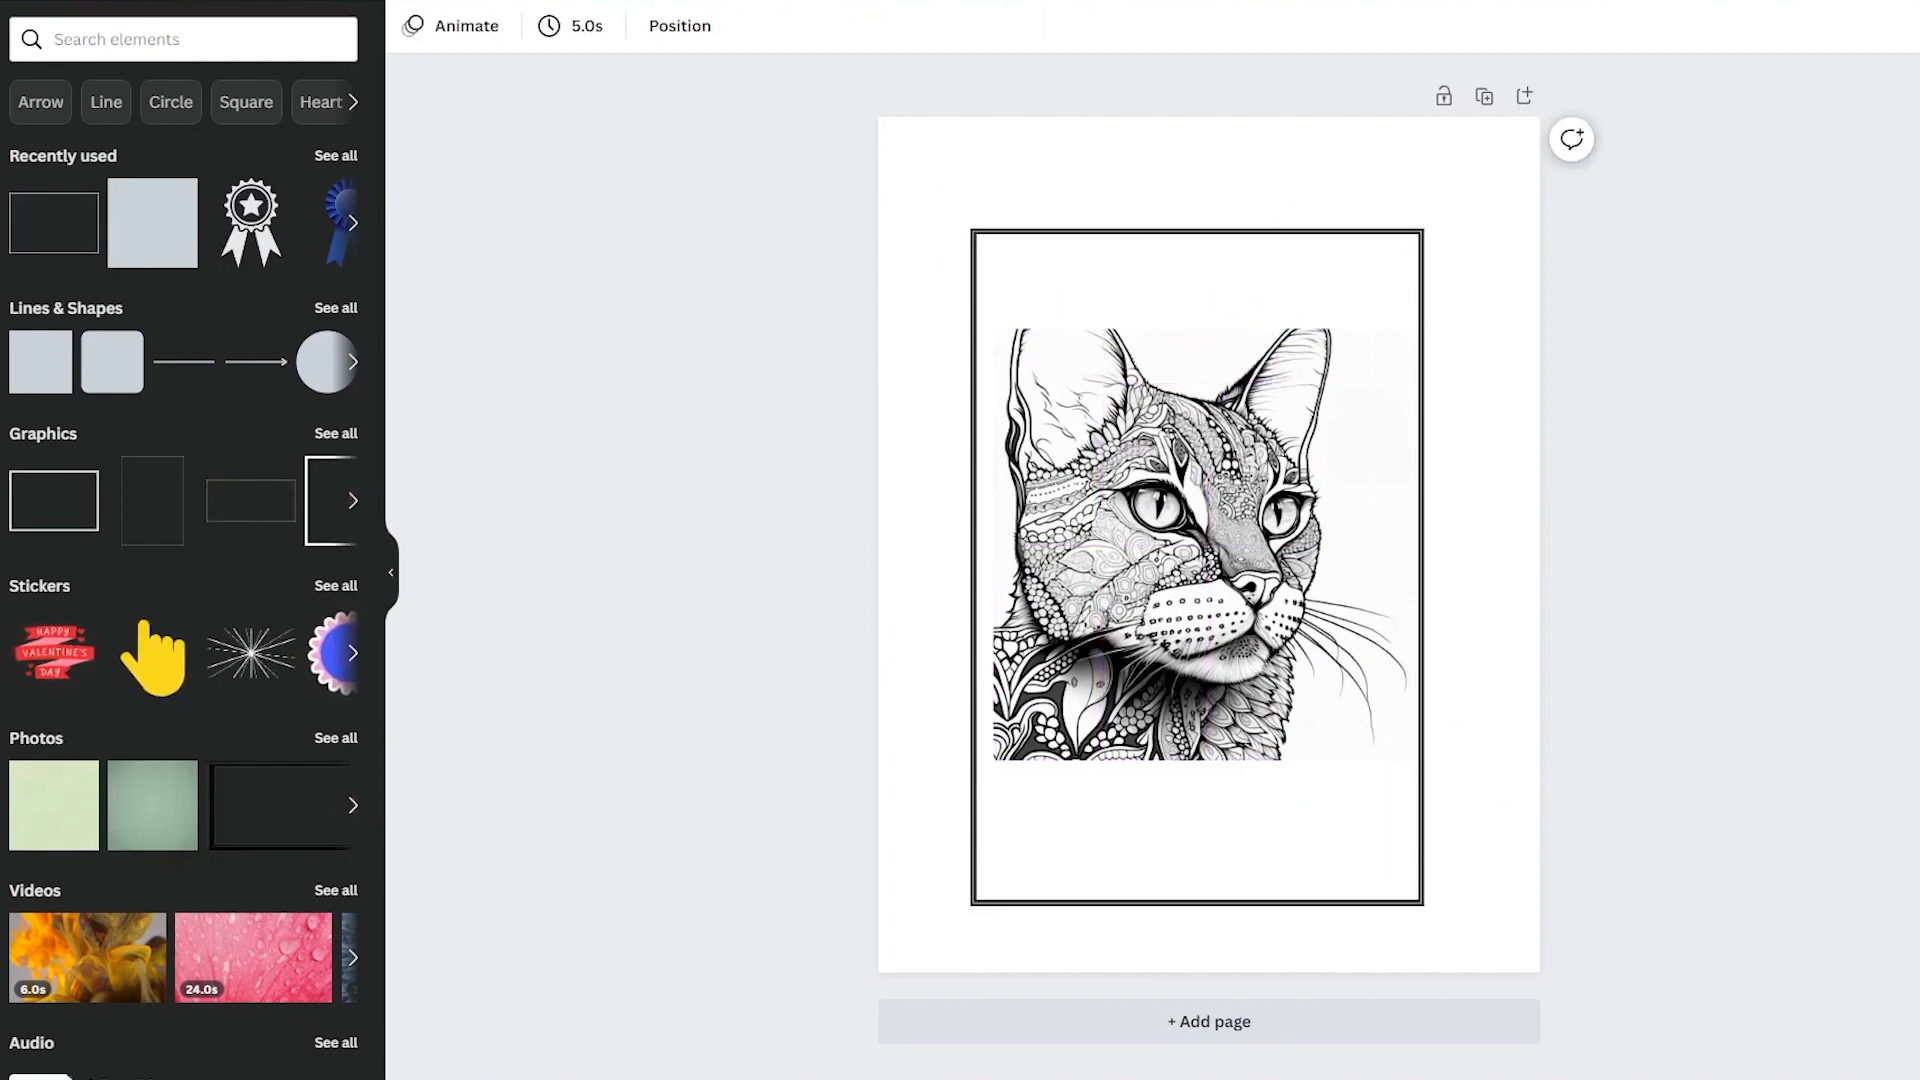 Search elements
Animate
5.0s
Position
Arrow
Line
Circle
Square
Heart
Recently used
See all
Lines & Shapes
See all
Graphics
See all
Stickers
See all
HAPPY
VALENTINE'S
DAY
Photos
See all
Videos
See all
6.0s
24.0s
Audio
See all
+ Add page